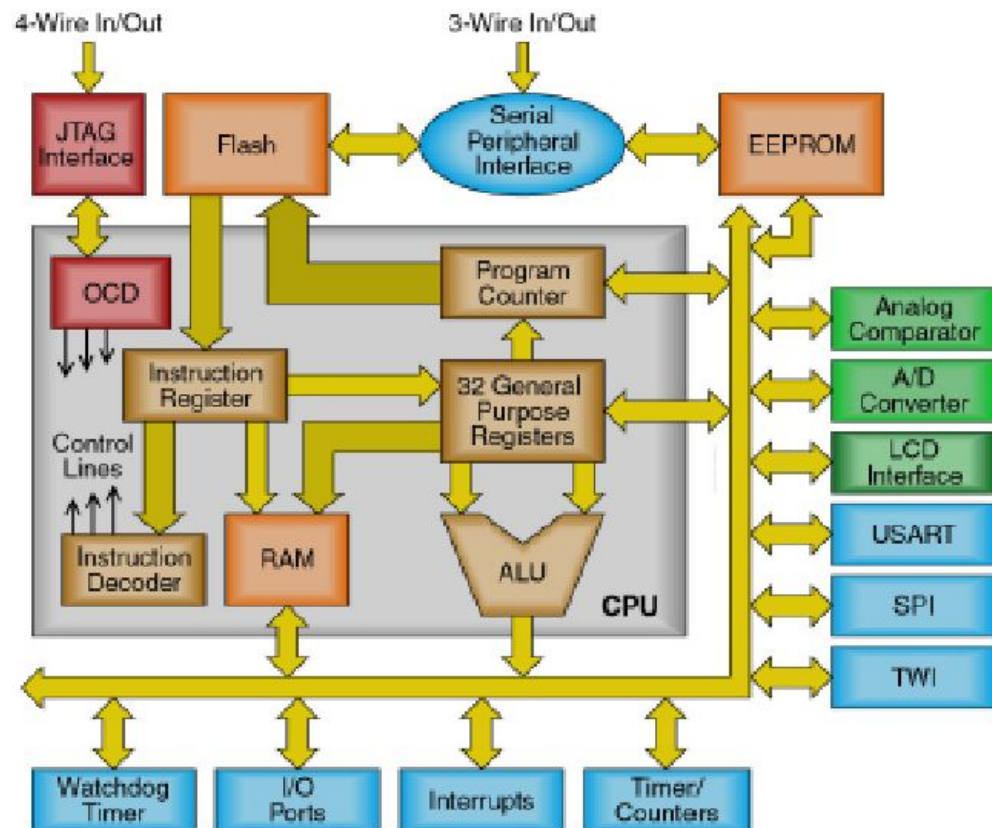 4-Wire In/Out
3-Wire In/Out
JTAG
Interface
Flash
Serial
Peripheral
Interface
EEPROM
OCD
Program
Counter
Analog
Comparator
Instruction
Register
32 General
Purpose
Registers
A/D
Converter
Control
Lines
LCD
Interface
Instruction
Decoder
RAM
ALU
CPU
USART
SPI
TWI
Watchdog
Timer
I/O
Ports
Interrupts
Timer/
Counters